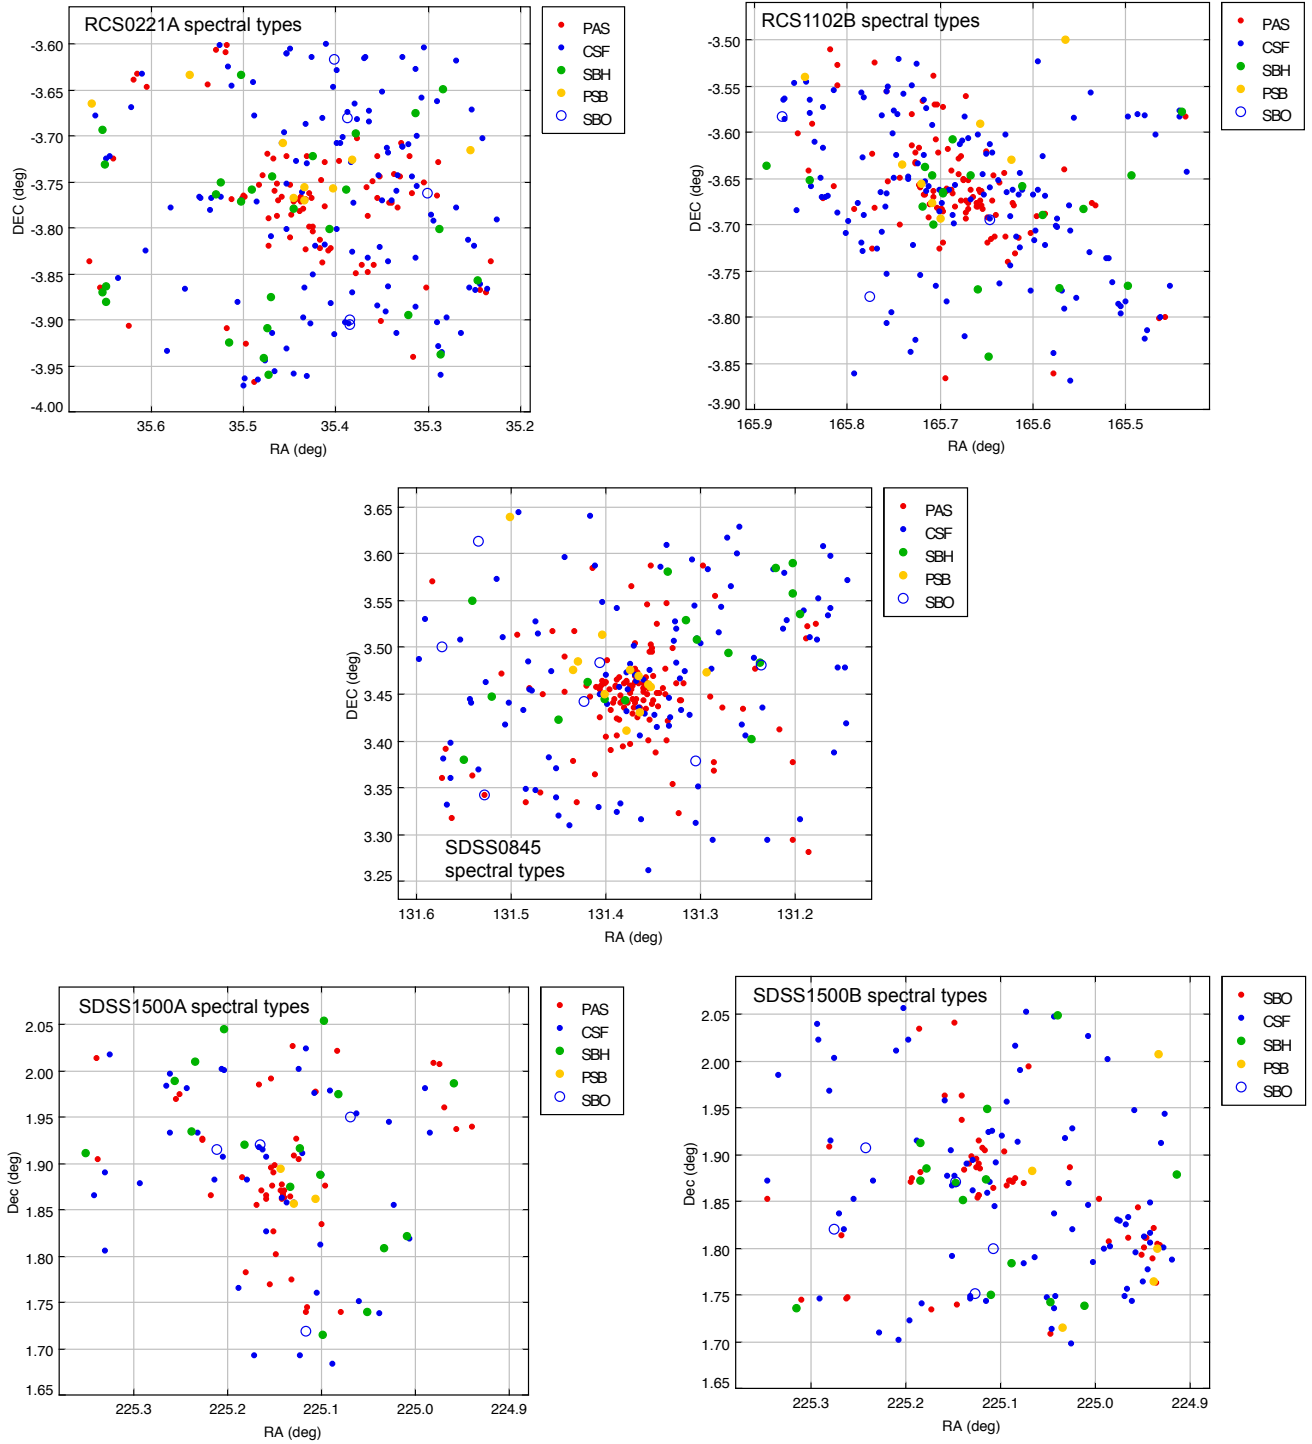 RCS0221A spectral types
PAS
CSF
SBH
PSB
SBO
-3.60
-3.65
-3.70
-3.75
-3.80
-3.85
-3.90
-3.95
-4.00
DEC (deg)
35.6
35.5
35.4
35.3
35.2
RA (deg)
RCS1102B spectral types
PAS
CSF
SBH
PSB
SBO
-3.50
-3.55
-3.60
-3.65
-3.70
-3.75
-3.80
-3.85
-3.90
DEC (deg)
165.9
165.8
165.7
165.6
165.5
RA (deg)
PAS
CSF
SBH
PSB
SBO
3.65
3.60
3.55
3.50
3.45
3.40
3.35
3.30
3.25
DEC (deg)
SDSS0845
spectral types
131.6
131.5
131.4
131.3
131.2
RA (deg)
SDSS1500A spectral types
PAS
CSF
SBH
PSB
SBO
2.05
2.00
1.95
1.90
1.85
1.80
1.75
1.70
1.65
Dec (deg)
225.3
225.2
225.1
225.0
224.9
RA (deg)
SDSS1500B spectral types
SBO
CSF
SBH
PSB
SBO
2.05
2.00
1.95
1.90
1.85
1.80
1.75
1.70
1.65
Dec (deg)
225.3
225.2
225.1
225.0
224.9
RA (deg)